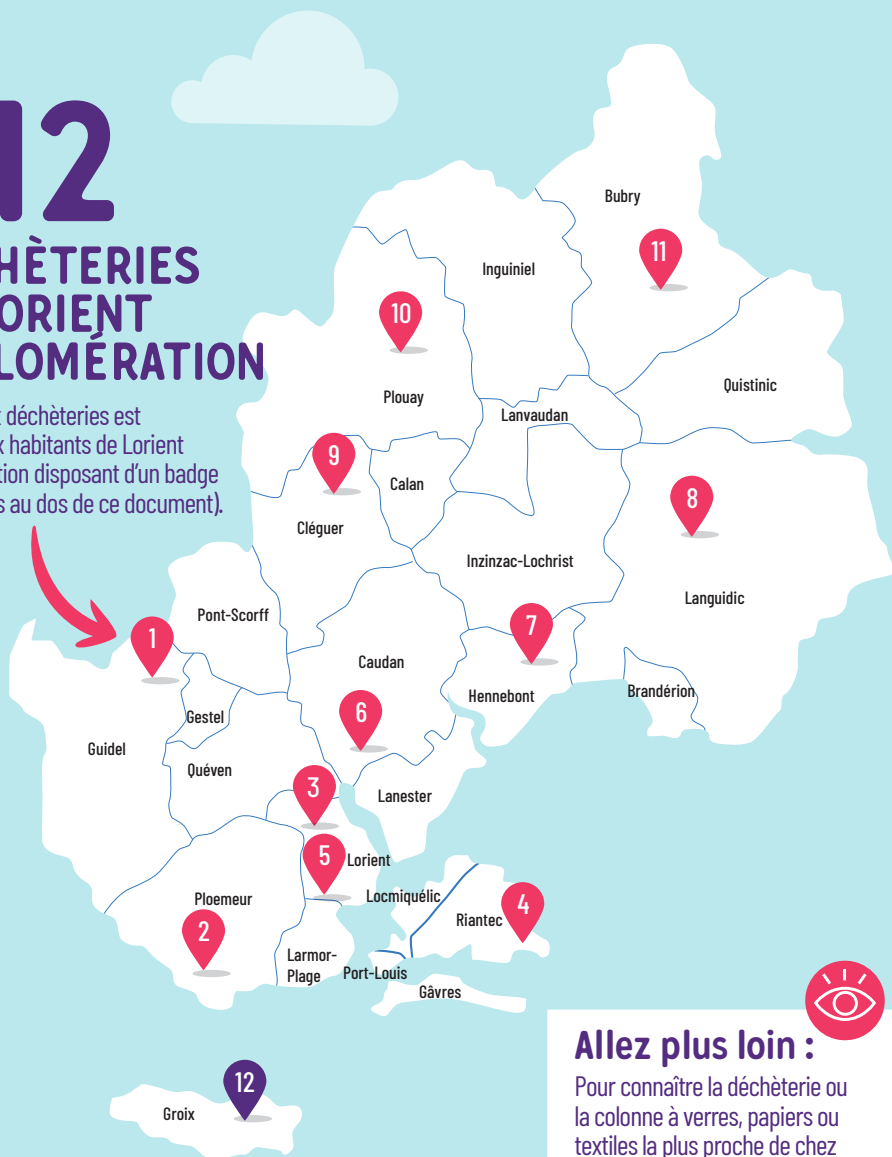 12
HÈTERIES
ORIENT
LOMÉRATION
déchèteries est
x habitants de Lorient
tion disposant d'un badge
s au dos de ce document).
Bubry
11
Inguiniel
10
Plouay
Quistinic
Lanvaudan
9
Calan
8
Cléguer
Inzinzac-Lochrist
Languidic
Pont-Scorff
1
7
Caudan
Hennebont
Brandérion
6
Gestel
Guidel
Quéven
3
Lanester
5
Lorient
Locmiquélic
4
Riantec
Ploemeur
2
Larmor-
Plage
Port-Louis
Gâvres
12
Groix
Allez plus loin :
Pour connaître la déchèterie ou
la colonne à verres, papiers ou
textiles la plus proche de chez